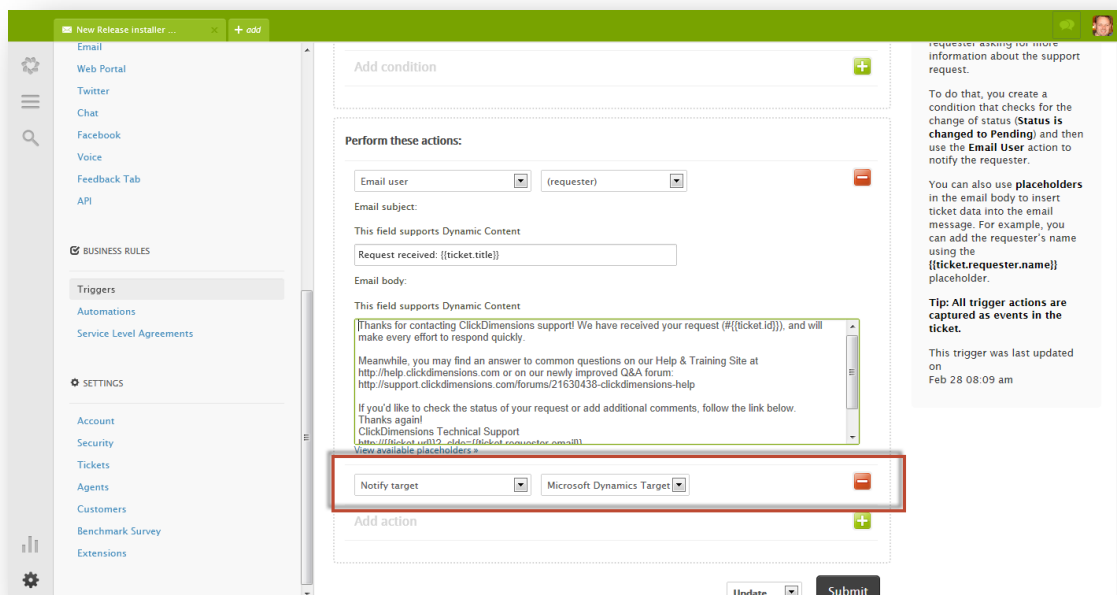 New Release installer ...
+ add
Email
Web Portal
Twitter
Chat
Facebook
Voice
Feedback Tab
API
BUSINESS RULES
Triggers
Automations
Service Level Agreements
SETTINGS
Account
Security
Tickets
Agents
Customers
Benchmark Survey
Extensions
Add condition
Perform these actions:
Email user
(requester)
Email subject:
This field supports Dynamic Content
Request received: {{ticket.title}}
Email body:
This field supports Dynamic Content
Thanks for contacting ClickDimensions support! We have received your request (#{{ticket.id}}), and will
make every effort to respond quickly.
Meanwhile, you may find an answer to common questions on our Help & Training Site at
http://help.clickdimensions.com or on our newly improved Q&A forum:
http://support.clickdimensions.com/forums/21630438-clickdimensions-help
If you'd like to check the status of your request or add additional comments, follow the link below.
Thanks again!
ClickDimensions Technical Support
http://{{ticket.url}}?_clde={{ticket.requester.email}}
View available placeholders »
Notify target
Microsoft Dynamics Target
Add action
Update
Submit
requester asking for more
information about the support
request.
To do that, you create a
condition that checks for the
change of status (Status is
changed to Pending) and then
use the Email User action to
notify the requester.
You can also use placeholders
in the email body to insert
ticket data into the email
message. For example, you
can add the requester's name
using the
{{ticket.requester.name}}
placeholder.
Tip: All trigger actions are
captured as events in the
ticket.
This trigger was last updated
on
Feb 28 08:09 am